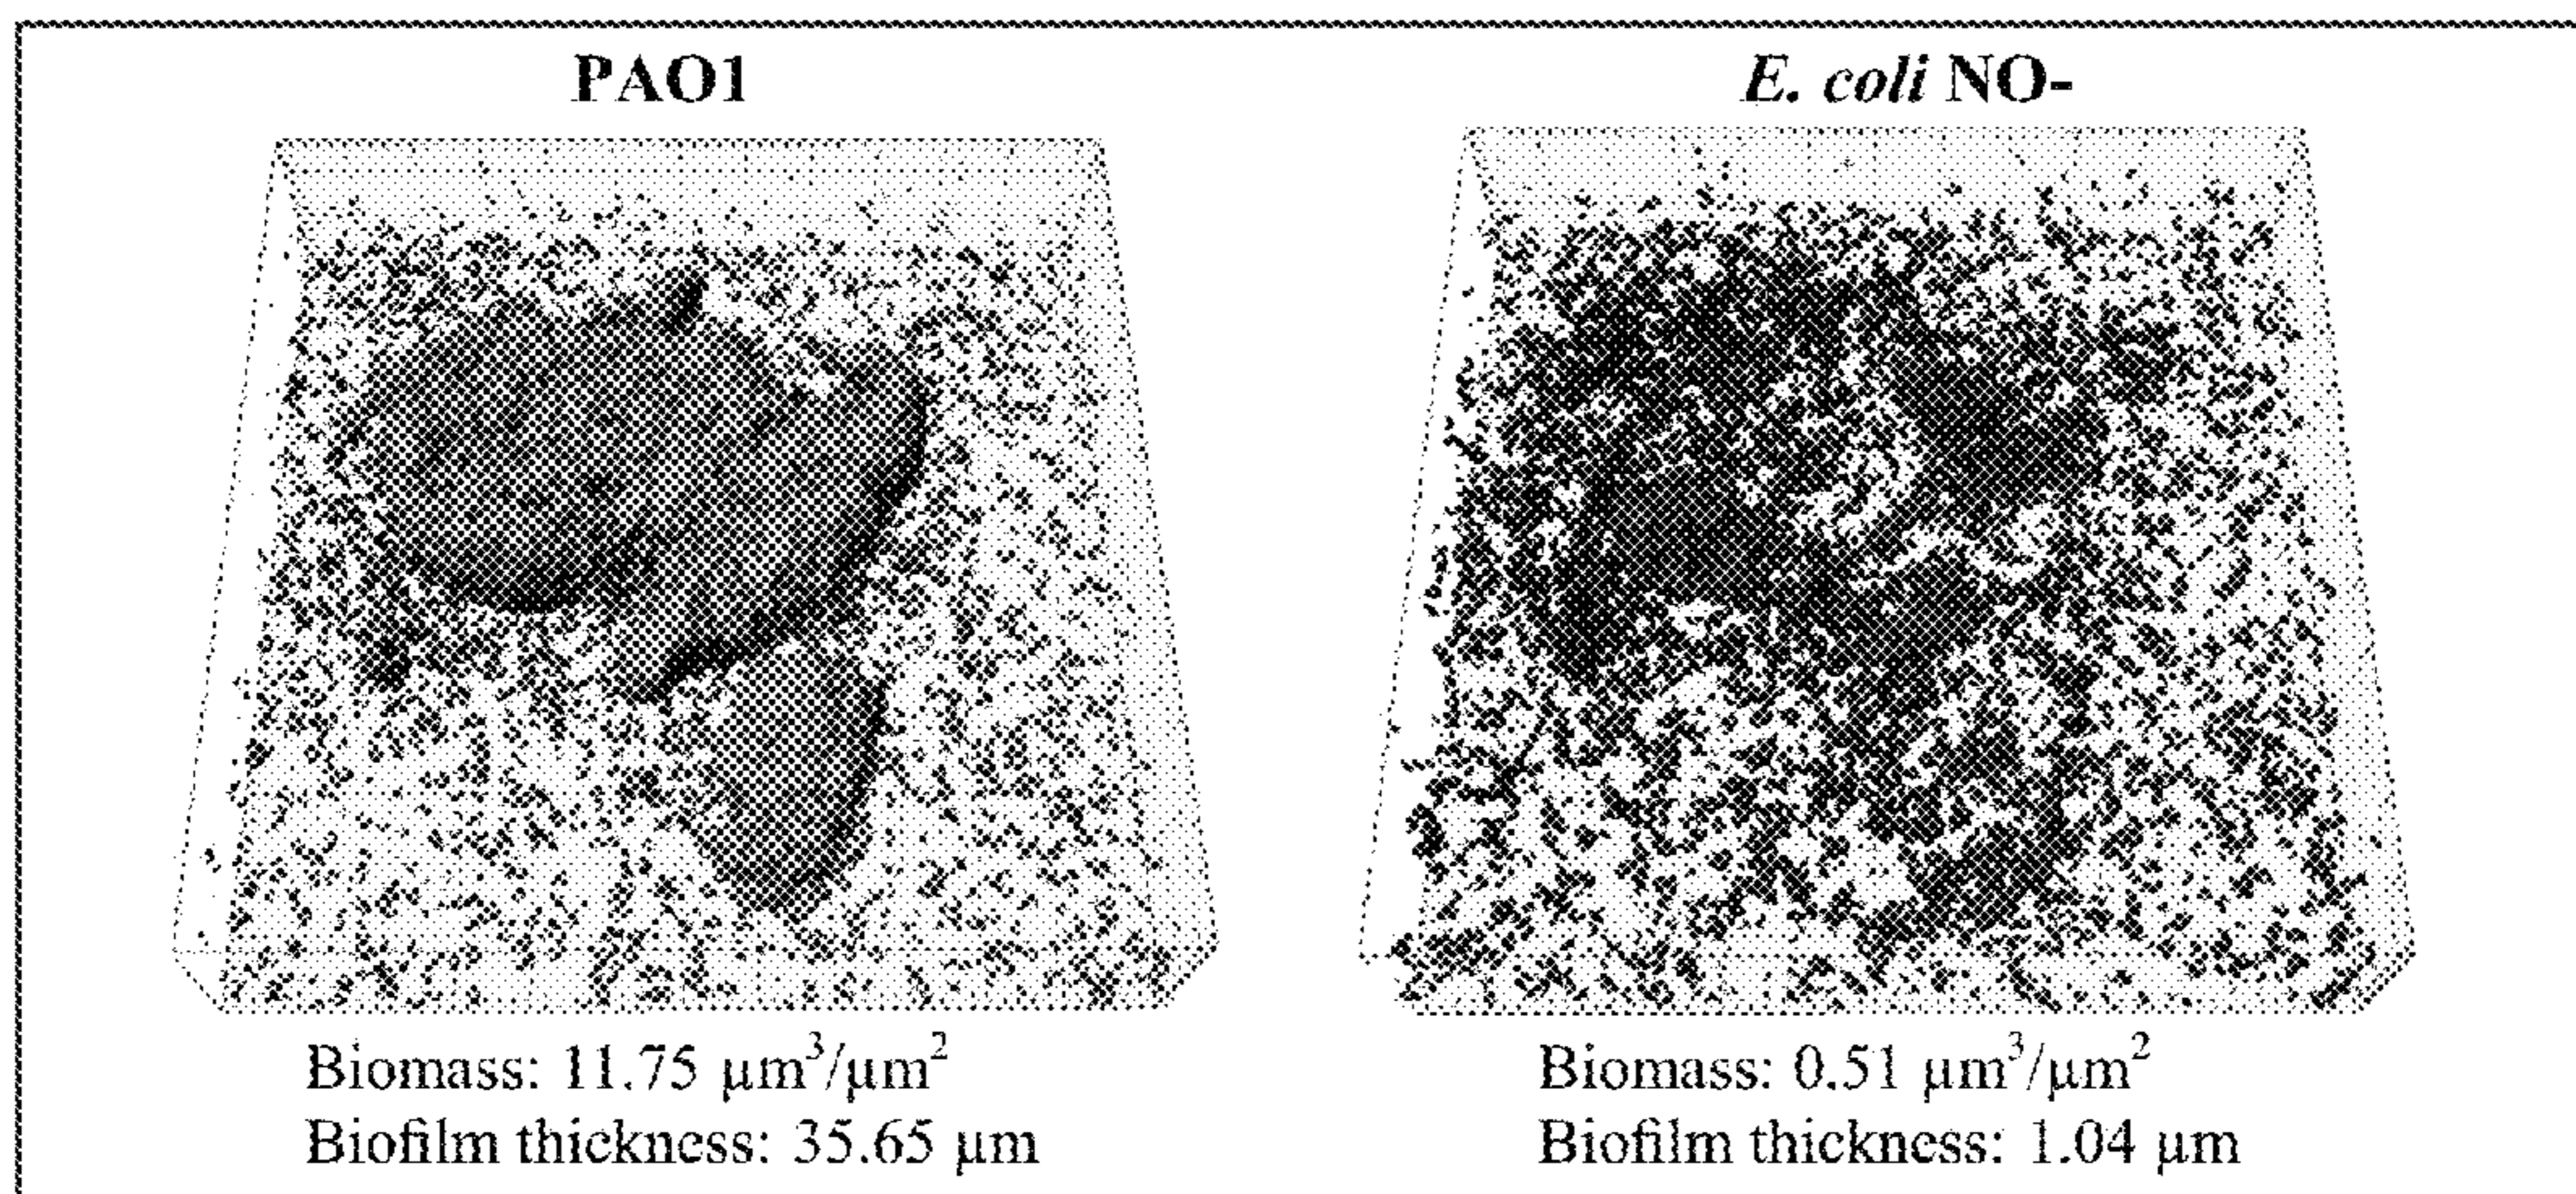 PAO1
E. coli NO-
Biomass: 11.75 µm³/µm²
Biofilm thickness: 35.65 µm
Biomass: 0.51 µm³/µm²
Biofilm thickness: 1.04 µm